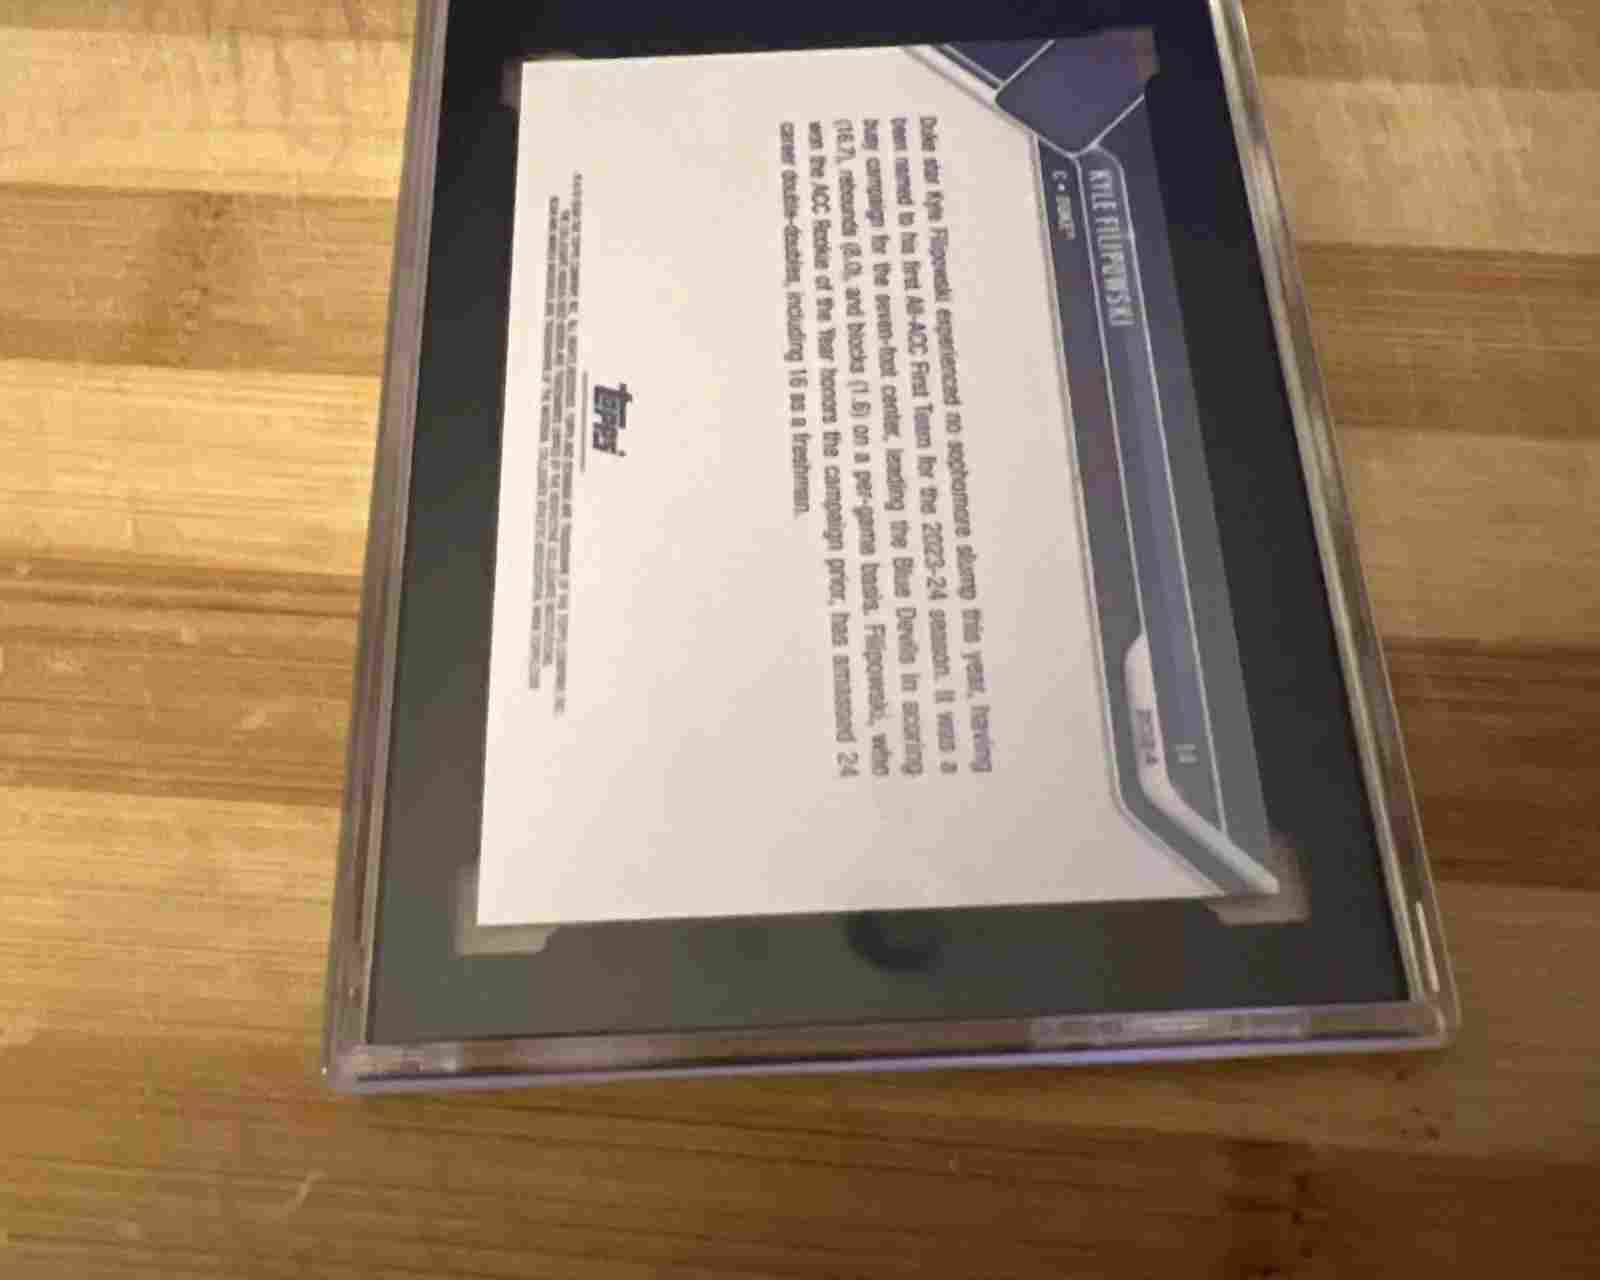 14
KYLE FILIPOWSKI
C • DUKE™
Duke star Kyle Filipowski experienced no sophomore slump this year, having
been named to his first All-ACC First Team for the 2023-24 season. It was a
busy campaign for the seven-foot center, leading the Blue Devils in scoring
(16.7), rebounds (8.0), and blocks (1.6) on a per-game basis. Filipowski, who
won the ACC Rookie of the Year honors the campaign prior, has amassed 24
career double-doubles, including 16 as a freshman.
topps